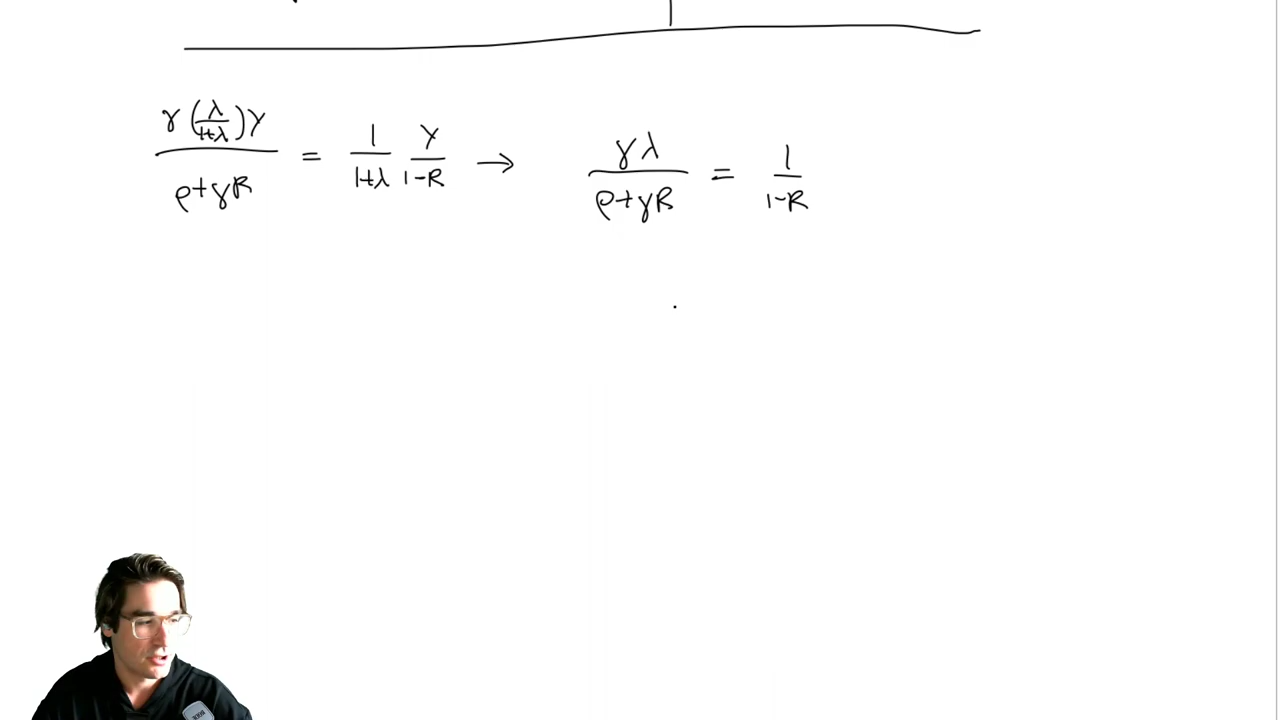 γ(λ/1+λ)Y / ρ+γR = 1/1+λ Y/1-R → γλ / ρ+γR = 1/1-R